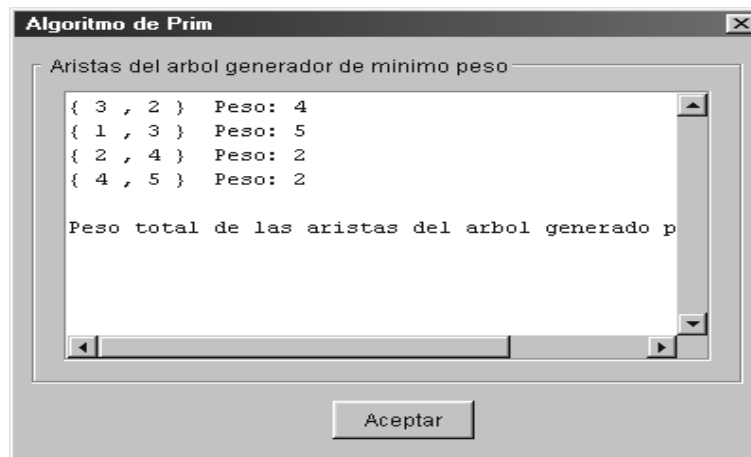 Algoritmo de Prim
Aristas del arbol generador de minimo peso
{ 3 , 2 } Peso: 4
{ 1 , 3 } Peso: 5
{ 2 , 4 } Peso: 2
{ 4 , 5 } Peso: 2
Peso total de las aristas del arbol generado p
Aceptar